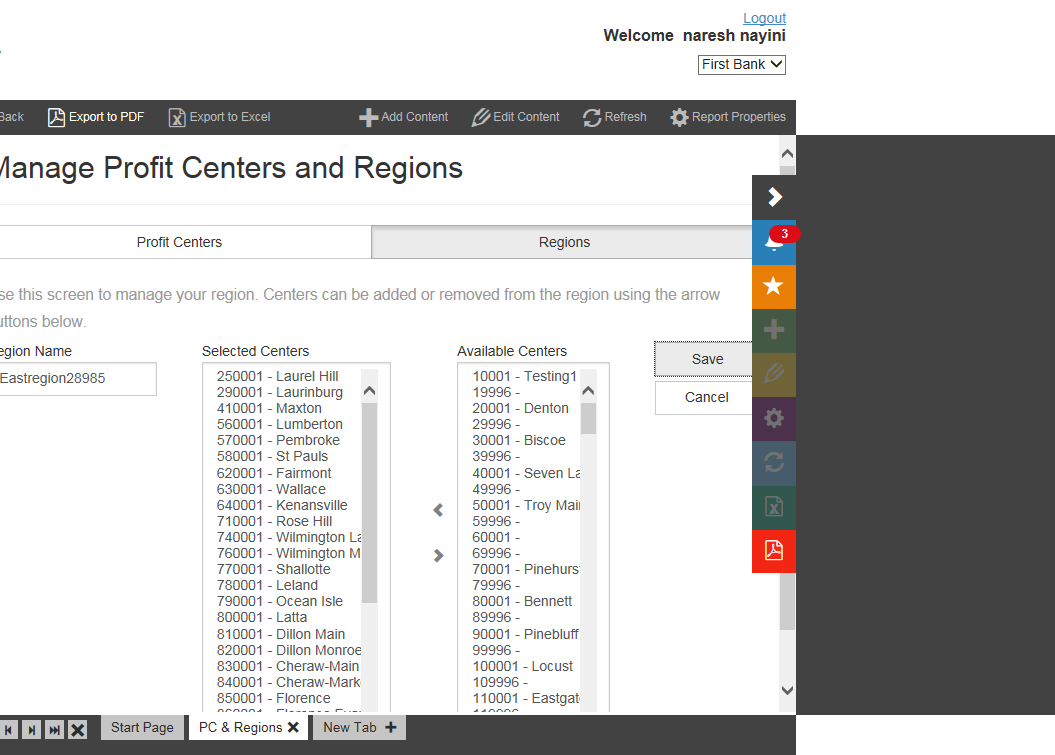 Logout
Welcome naresh nayini
First Bank
Back Export to PDF Export to Excel Add Content Edit Content Refresh Report Properties
Manage Profit Centers and Regions
3
Profit Centers Regions
se this screen to manage your region. Centers can be added or removed from the region using the arrow
uttons below.
egion Name Selected Centers Available Centers
Save
Cancel
Eastregion28985
250001 - Laurel Hill
290001 - Laurinburg
410001 - Maxton
560001 - Lumberton
570001 - Pembroke
580001 - St Pauls
620001 - Fairmont
630001 - Wallace
640001 - Kenansville
710001 - Rose Hill
740001 - Wilmington La
760001 - Wilmington M
770001 - Shallotte
780001 - Leland
790001 - Ocean Isle
800001 - Latta
810001 - Dillon Main
820001 - Dillon Monroe
830001 - Cheraw-Main
840001 - Cheraw-Mark
850001 - Florence
10001 - Testing1
19996 -
20001 - Denton
29996 -
30001 - Biscoe
39996 -
40001 - Seven La
49996 -
50001 - Troy Mai
59996 -
60001 -
69996 -
70001 - Pinehurs
79996 -
80001 - Bennett
89996 -
90001 - Pinebluff
99996 -
100001 - Locust
109996 -
110001 - Eastgat
Start Page PC & Regions New Tab